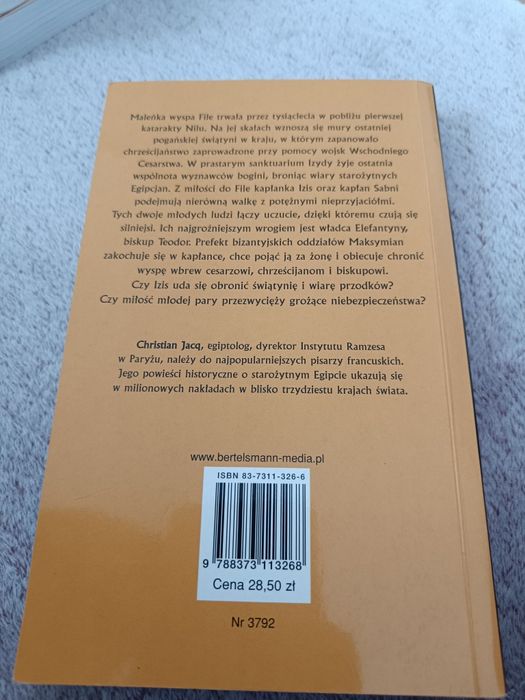 Maleńka wyspa File trwała przez tysiąclecia w pobliżu pierwszej
katarakty Nilu. Na jej skałach wznoszą się mury ostatniej
pogańskiej świątyni w kraju, w którym zapanowało
chrześcijaństwo zaprowadzone przy pomocy wojsk Wschodniego
Cesarstwa. W prastarym sanktuarium Izydy żyje ostatnia
wspólnota wyznawców bogini, broniąc wiary starożytnych
Egipcjan. Z miłości do File kapłanka Izis oraz kapłan Sabni
podejmują nierówną walkę z potężnymi nieprzyjaciółmi.
Tych dwoje młodych ludzi łączy uczucie, dzięki któremu czują się
silniejsi. Ich najgroźniejszym wrogiem jest władca Elefantyny,
biskup Teodor. Prefekt bizantyjskich oddziałów Maksymian
zakochuje się w kapłance, chce pojąć ją za żonę i obiecuje chronić
wyspę wbrew cesarzowi, chrześcijanom i biskupowi.
Czy Izis uda się obronić świątynię i wiarę przodków?
Czy miłość młodej pary przezwycięży grożące niebezpieczeństwa?
Christian Jacq, egiptolog, dyrektor Instytutu Ramzesa
w Paryżu, należy do najpopularniejszych pisarzy francuskich.
Jego powieści historyczne o starożytnym Egipcie ukazują się
w milionowych nakładach w blisko trzydziestu krajach świata.
www.bertelsmann-media.pl
ISBN 83-7311-326-6
9 788373 113268
Cena 28,50 zł
Nr 3792